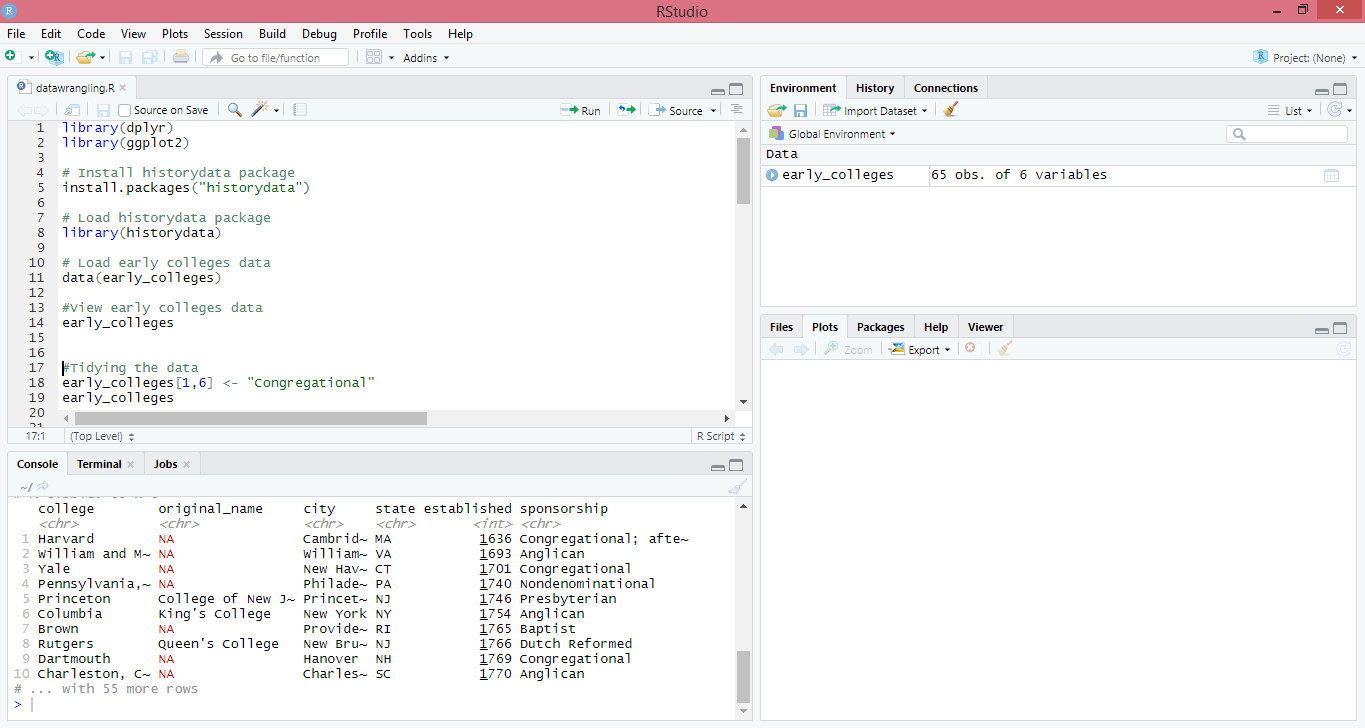 RStudio
File Edit Code View Plots Session Build Debug Profile Tools Help
Go to file/function Addins Project: (None)
datawrangling.R
Source on Save Run Source
1 library(dplyr)
2 library(ggplot2)
3
4 # Install historydata package
5 install.packages("historydata")
6
7 # Load historydata package
8 library(historydata)
9
10 # Load early colleges data
11 data(early_colleges)
12
13 #View early colleges data
14 early_colleges
15
16
17 #Tidying the data
18 early_colleges[1,6] <- "Congregational"
19 early_colleges
20
21
17:1 (Top Level) R Script
Console Terminal Jobs
~/
college original_name city state established sponsorship
<chr> <chr> <chr> <chr> <int> <chr>
1 Harvard NA Cambrid~ MA 1636 Congregational; afte~
2 William and M~ NA William~ VA 1693 Anglican
3 Yale NA New Hav~ CT 1701 Congregational
4 Pennsylvania,~ NA Philade~ PA 1740 Nondenominational
5 Princeton College of New J~ Princet~ NJ 1746 Presbyterian
6 Columbia King's College New York NY 1754 Anglican
7 Brown NA Provide~ RI 1765 Baptist
8 Rutgers Queen's College New Bru~ NJ 1766 Dutch Reformed
9 Dartmouth NA Hanover NH 1769 Congregational
10 Charleston, C~ NA Charles~ SC 1770 Anglican
# ... with 55 more rows
>
Environment History Connections
Import Dataset List
Global Environment
Data
early_colleges 65 obs. of 6 variables
Files Plots Packages Help Viewer
Zoom Export